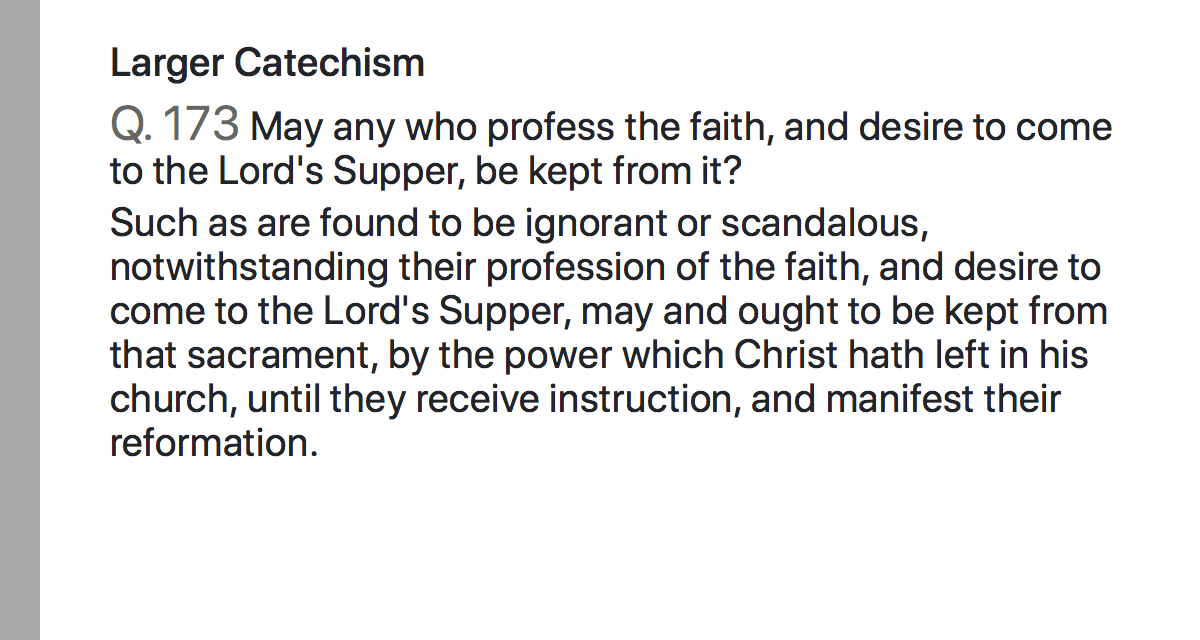 Larger Catechism
Q. 173 May any who profess the faith, and desire to come
to the Lord's Supper, be kept from it?
Such as are found to be ignorant or scandalous,
notwithstanding their profession of the faith, and desire to
come to the Lord's Supper, may and ought to be kept from
that sacrament, by the power which Christ hath left in his
church, until they receive instruction, and manifest their
reformation.